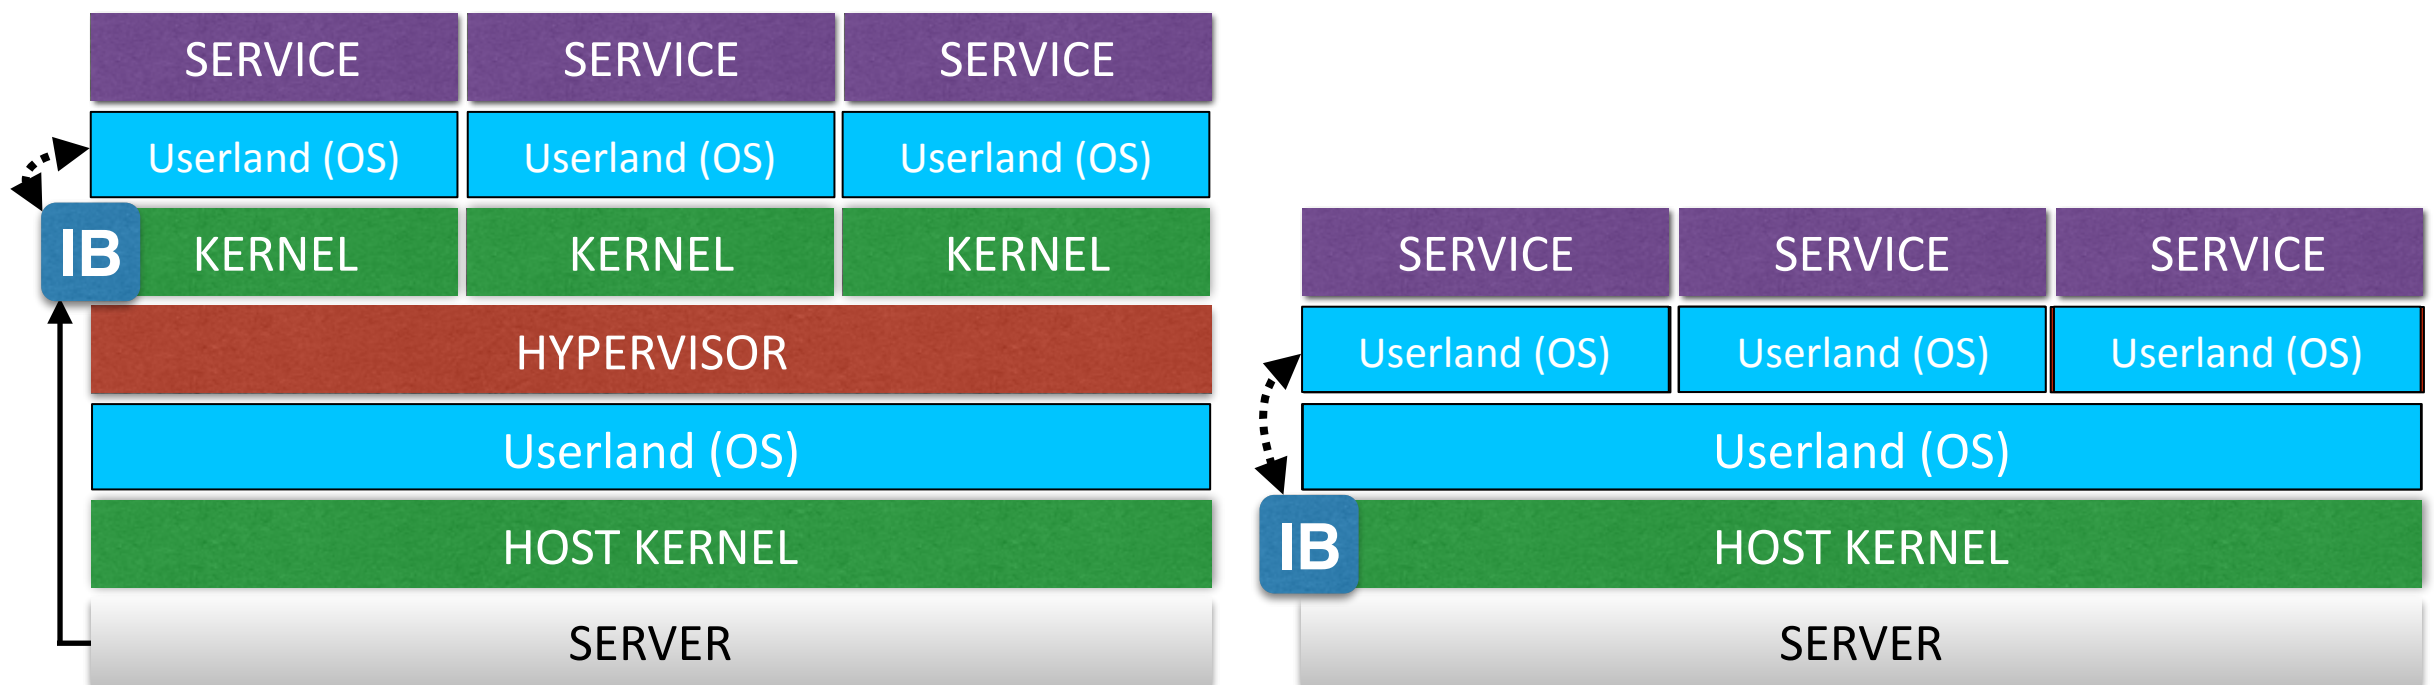 SERVICE SERVICE SERVICE
Userland (OS) Userland (OS) Userland (OS)
IB KERNEL KERNEL KERNEL
HYPERVISOR
Userland (OS)
HOST KERNEL
SERVER
SERVICE SERVICE SERVICE
Userland (OS) Userland (OS) Userland (OS)
Userland (OS)
IB HOST KERNEL
SERVER